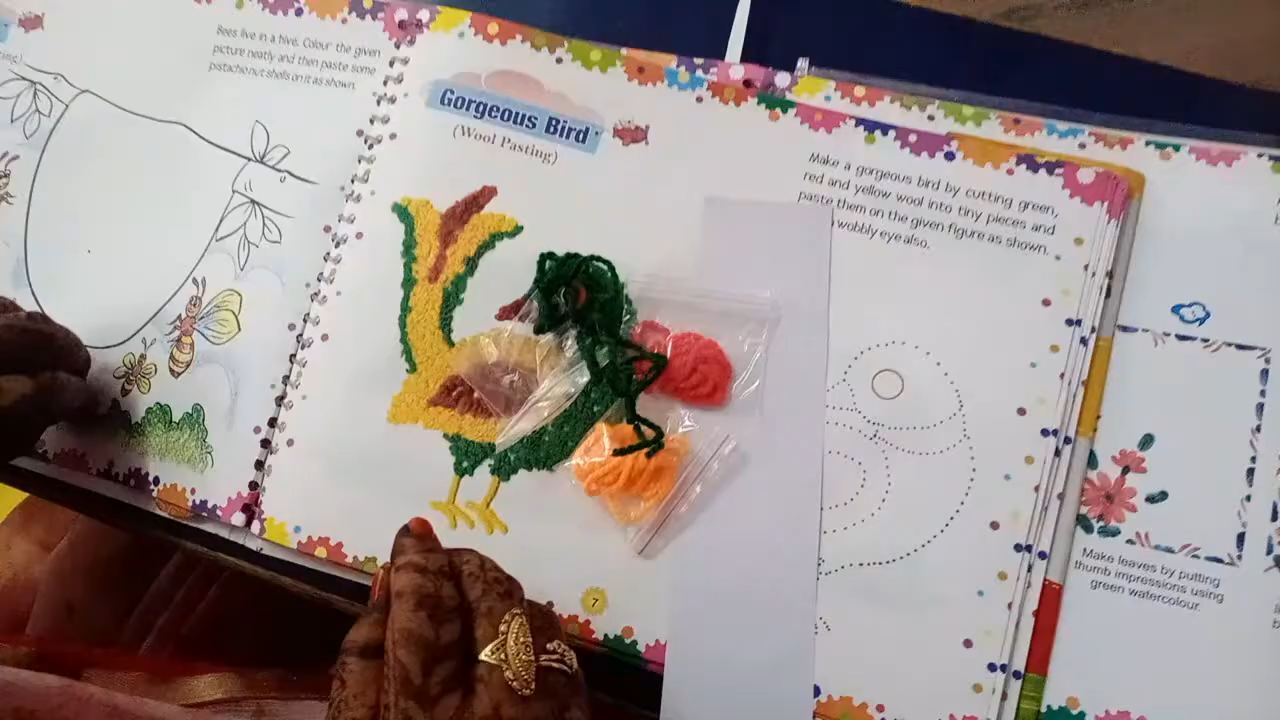 Bees live in a hive. Colour the given
picture neatly and then paste some
pistachio nut shells on it as shown.
Gorgeous Bird
(Wool Pasting)
Make a gorgeous bird by cutting green,
red and yellow wool into tiny pieces and
paste them on the given figure as shown.
wobbly eye also.
7
Make leaves by putting
thumb impressions using
green watercolour.